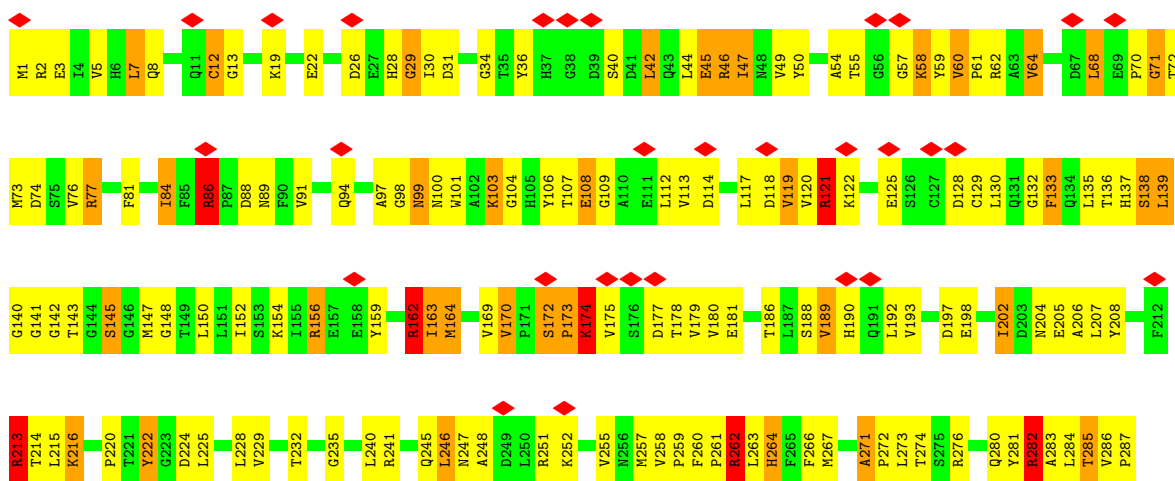 M1 R2 E3 I4 V5 H6 L7 Q8 Q11 C12 G13 K19 E22 D26 E27 H28 G29 I30 D31 G34 T35 Y36 H37 G38 D39 S40 D41 L42 Q43 L44 E45 R46 I47 N48 V49 Y50 A54 T55 G56 G57 K58 Y59 V60 P61 R62 A63 V64 D67 L68 E69 P70 G71 T72
M73 D74 S75 V76 R77 F81 I84 F85 R86 P87 D88 N89 F90 V91 Q94 A97 G98 N99 N100 W101 A102 K103 G104 H105 Y106 T107 E108 G109 A110 E111 L112 V113 D114 L117 D118 V119 V120 R121 K122 E125 S126 C127 D128 C129 L130 Q131 G132 F133 Q134 L135 T136 H137 S138 L139
G140 G141 G142 T143 G144 S145 G146 M147 G148 T149 L150 L151 I152 S153 K154 I155 R156 E157 E158 Y159 R162 I163 M164 V169 V170 P171 S172 P173 K174 V175 S176 D177 T178 V179 V180 E181 T186 L187 S188 V189 H190 Q191 L192 V193 D197 E198 I202 D203 N204 E205 A206 L207 Y208 F212
R213 T214 L215 K216 P220 T221 Y222 G223 D224 L225 L228 V229 T232 G235 L240 R241 Q245 L246 N247 A248 D249 L250 R251 K252 V255 N256 M257 V258 P259 F260 P261 R262 L263 H264 F265 F266 M267 A271 P272 L273 T274 S275 R276 Q280 Y281 R282 A283 L284 T285 V286 P287